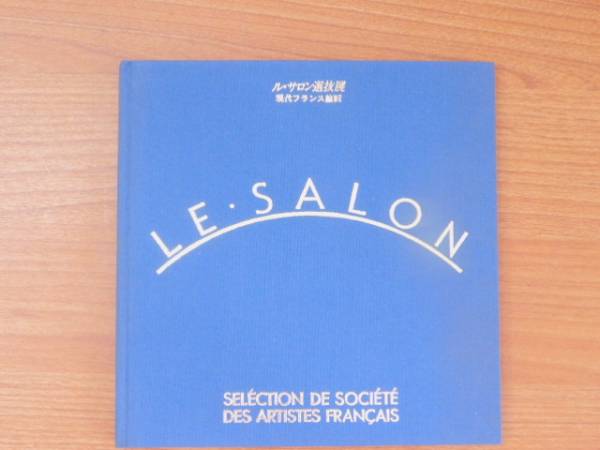 ル・サロン選抜展
現代フランス絵画
LE·SALON
SELÉCTION DE SOCIÉTÉ
DES ARTISTES FRANÇAIS